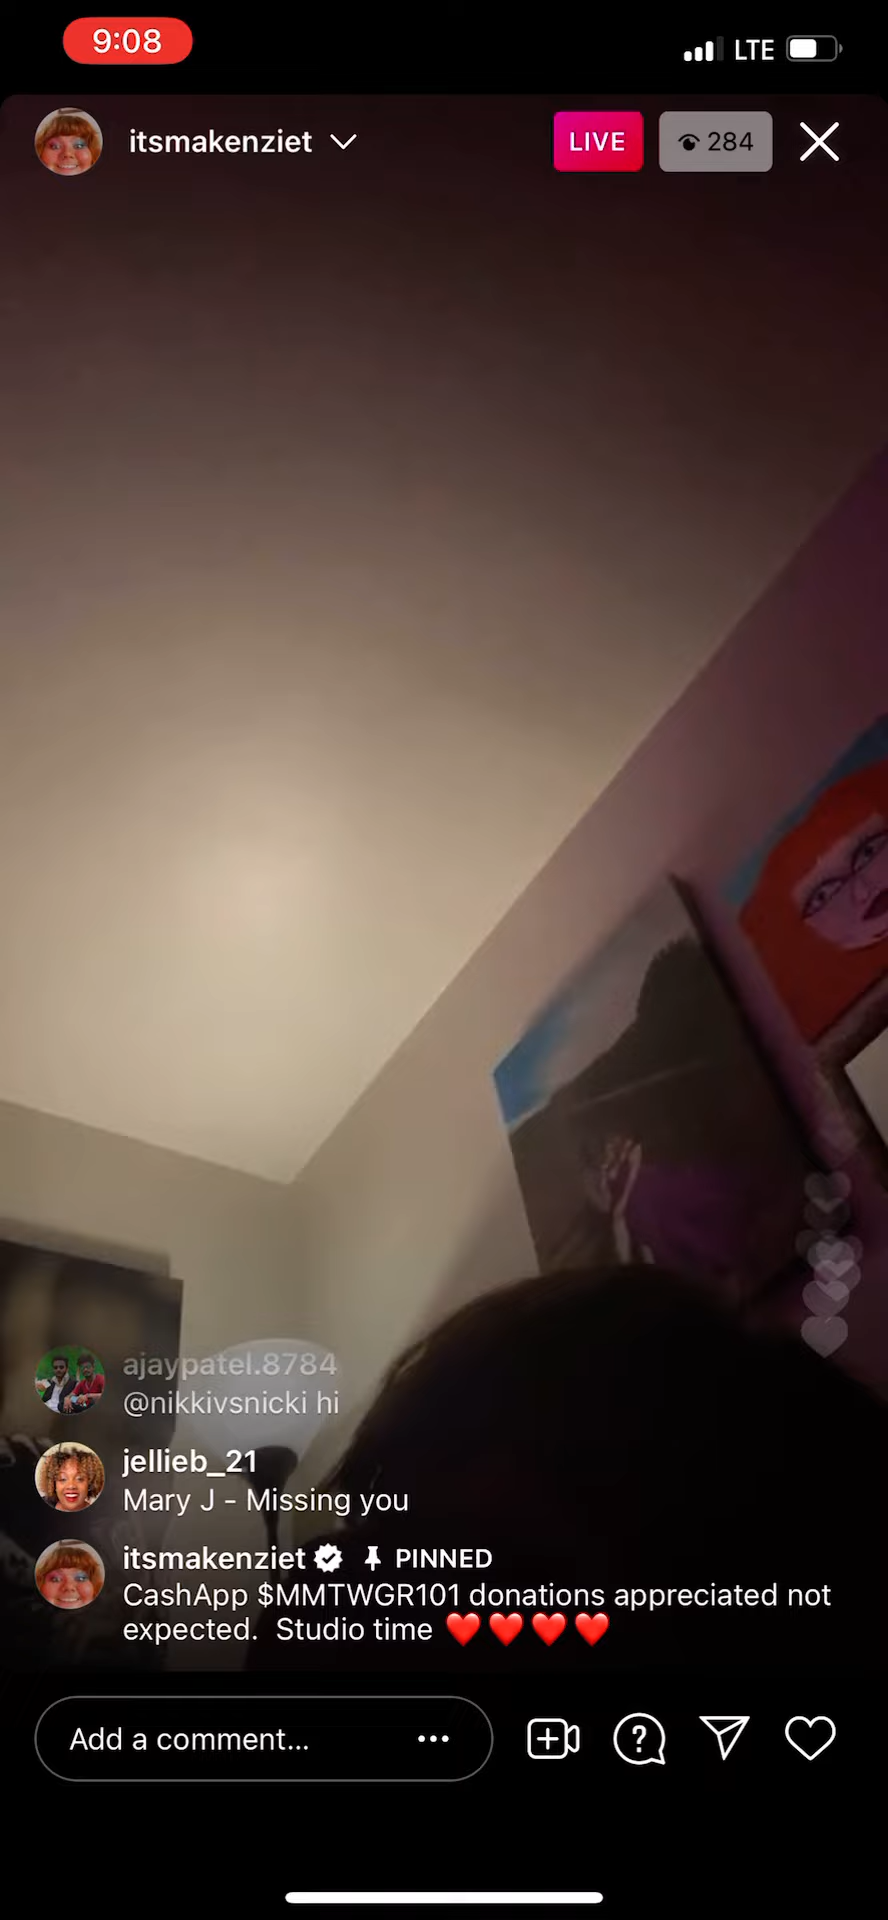 9:08
LTE
itsmakenziet
LIVE
284
ajaypatel.8784
@nikkivsnicki hi
jellieb_21
Mary J - Missing you
itsmakenziet PINNED
CashApp $MMTWGR101 donations appreciated not
expected. Studio time ❤️❤️❤️❤️
Add a comment...